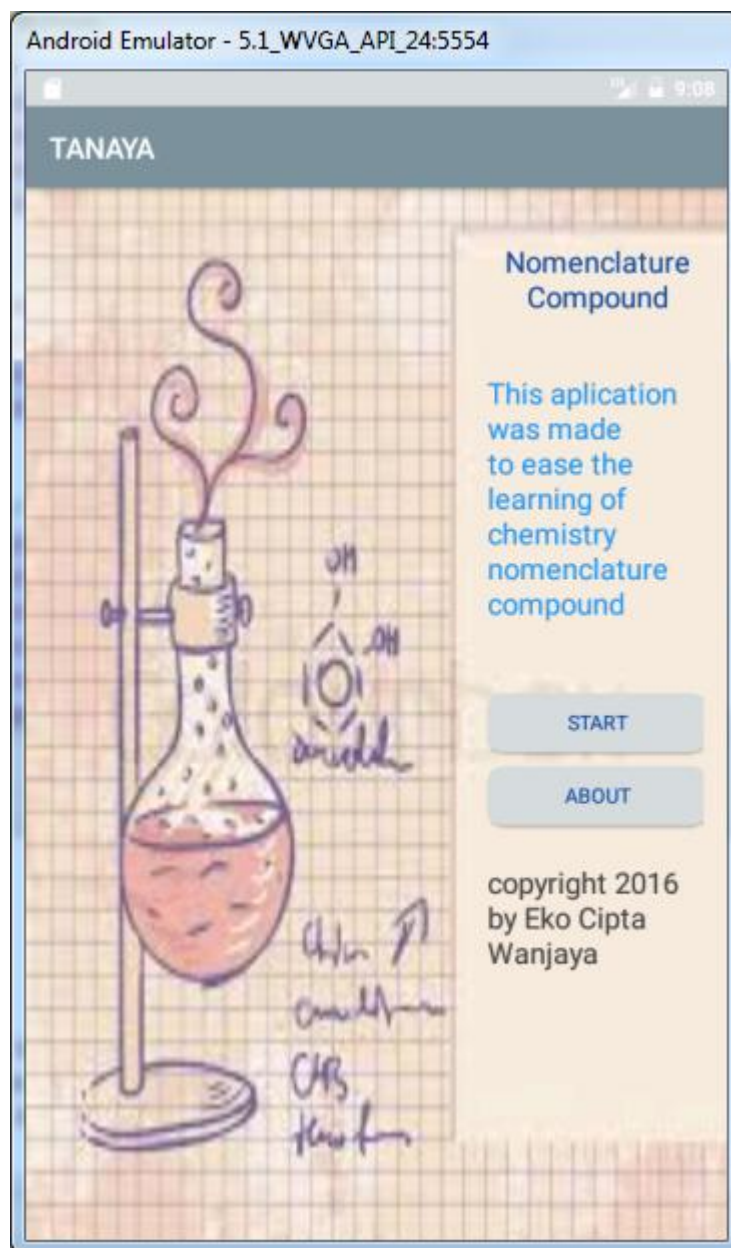 Android Emulator - 5.1_WVGA_API_24:5554
9:08
TANAYA
Nomenclature
Compound
This aplication
was made
to ease the
learning of
chemistry
nomenclature
compound
OH
OH
START
ABOUT
copyright 2016
by Eko Cipta
Wanjaya